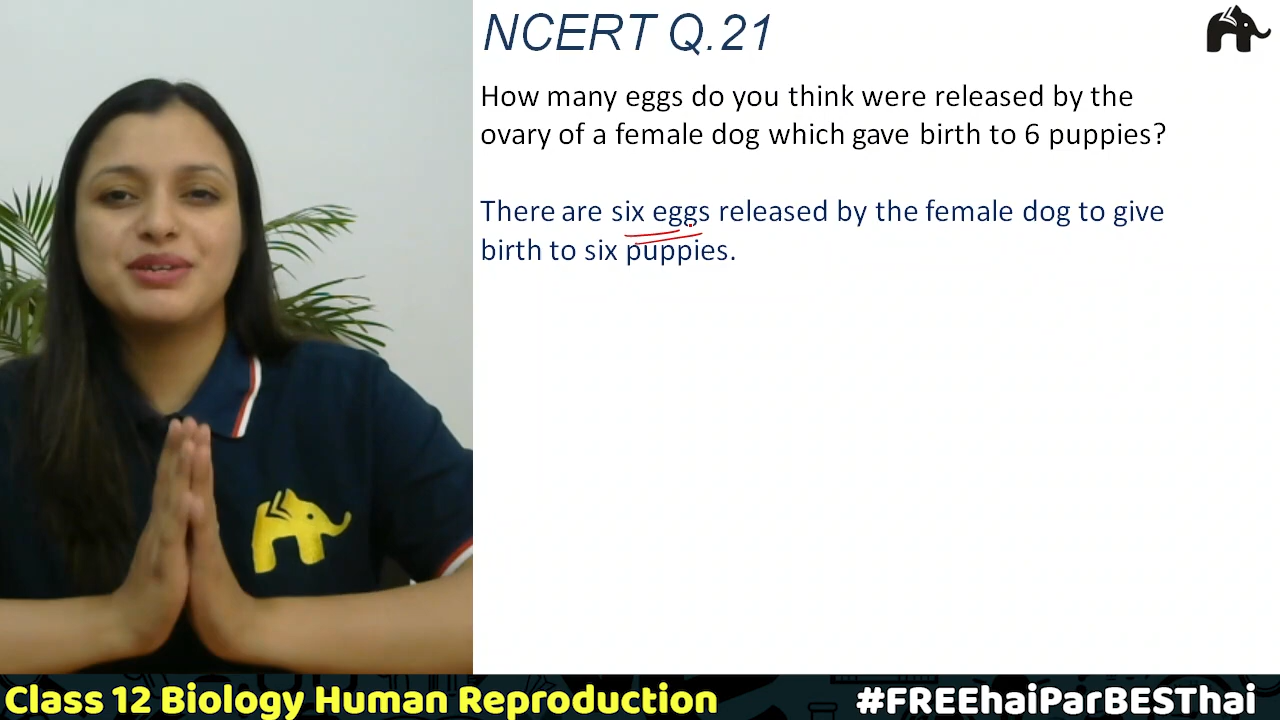 NCERT Q.21
How many eggs do you think were released by the
ovary of a female dog which gave birth to 6 puppies?
There are six eggs released by the female dog to give
birth to six puppies.
Class 12 Biology Human Reproduction
#FREEhaiParBESThai